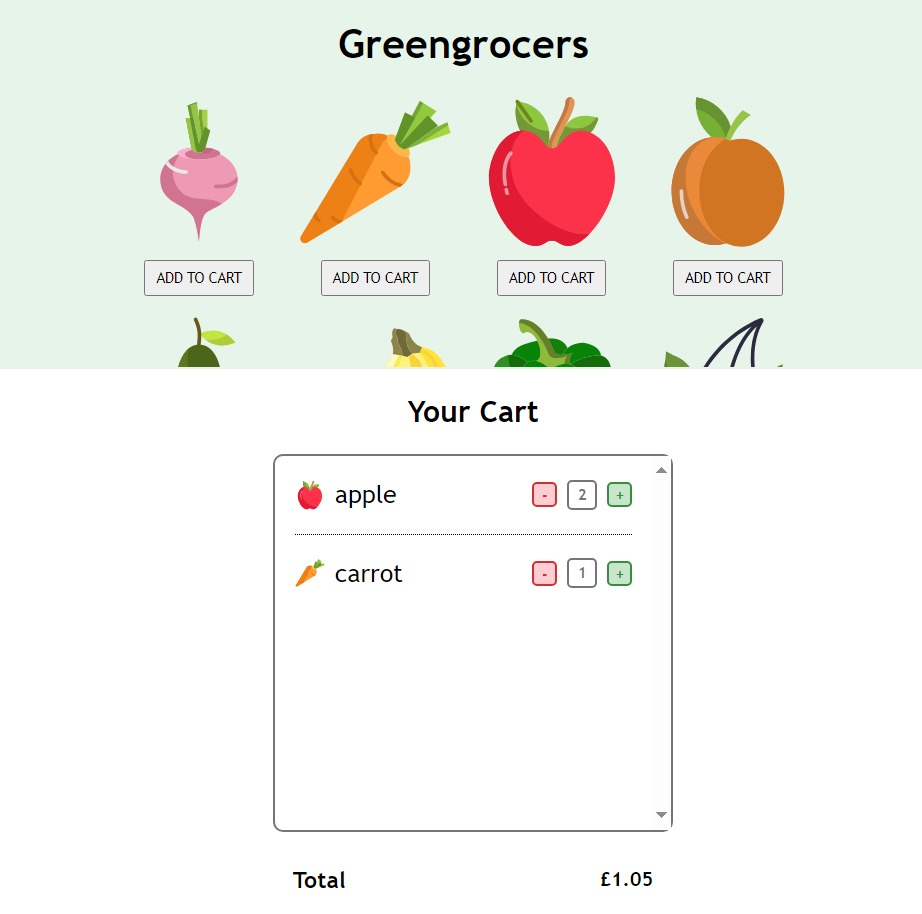 Greengrocers
ADD TO CART ADD TO CART ADD TO CART ADD TO CART
Your Cart
apple - 2 +
carrot - 1 +
Total £1.05